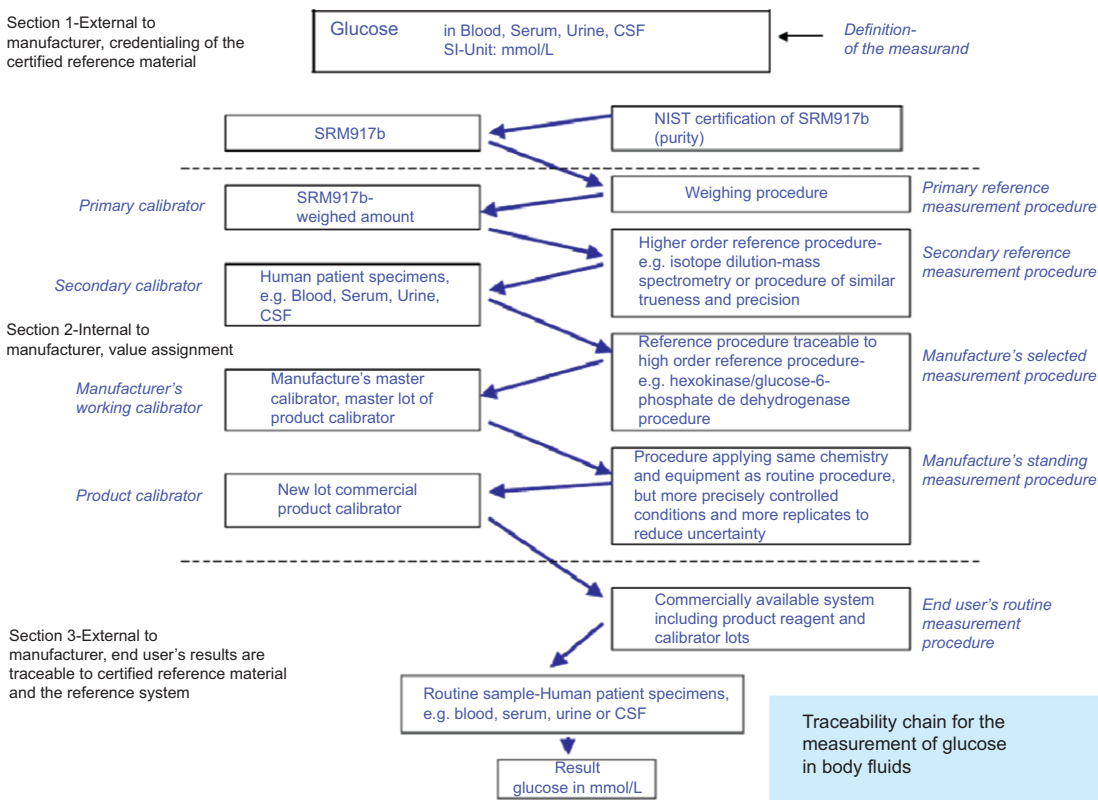 Section 1-External to
manufacturer, credentialing of the
certified reference material
Glucose in Blood, Serum, Urine, CSF
SI-Unit: mmol/L
Definition-
of the measurand
SRM917b
NIST certification of SRM917b
(purity)
Primary calibrator
SRM917b-
weighed amount
Weighing procedure
Primary reference
measurement procedure
Secondary calibrator
Human patient specimens,
e.g. Blood, Serum, Urine,
CSF
Higher order reference procedure-
e.g. isotope dilution-mass
spectrometry or procedure of similar
trueness and precision
Secondary reference
measurement procedure
Section 2-Internal to
manufacturer, value assignment
Manufacturer's
working calibrator
Manufacture's master
calibrator, master lot of
product calibrator
Reference procedure traceable to
high order reference procedure-
e.g. hexokinase/glucose-6-
phosphate de dehydrogenase
procedure
Manufacture's selected
measurement procedure
Product calibrator
New lot commercial
product calibrator
Procedure applying same chemistry
and equipment as routine procedure,
but more precisely controlled
conditions and more replicates to
reduce uncertainty
Manufacture's standing
measurement procedure
Section 3-External to
manufacturer, end user's results are
traceable to certified reference material
and the reference system
Commercially available system
including product reagent and
calibrator lots
End user's routine
measurement
procedure
Routine sample-Human patient specimens,
e.g. blood, serum, urine or CSF
Result
glucose in mmol/L
Traceability chain for the
measurement of glucose
in body fluids